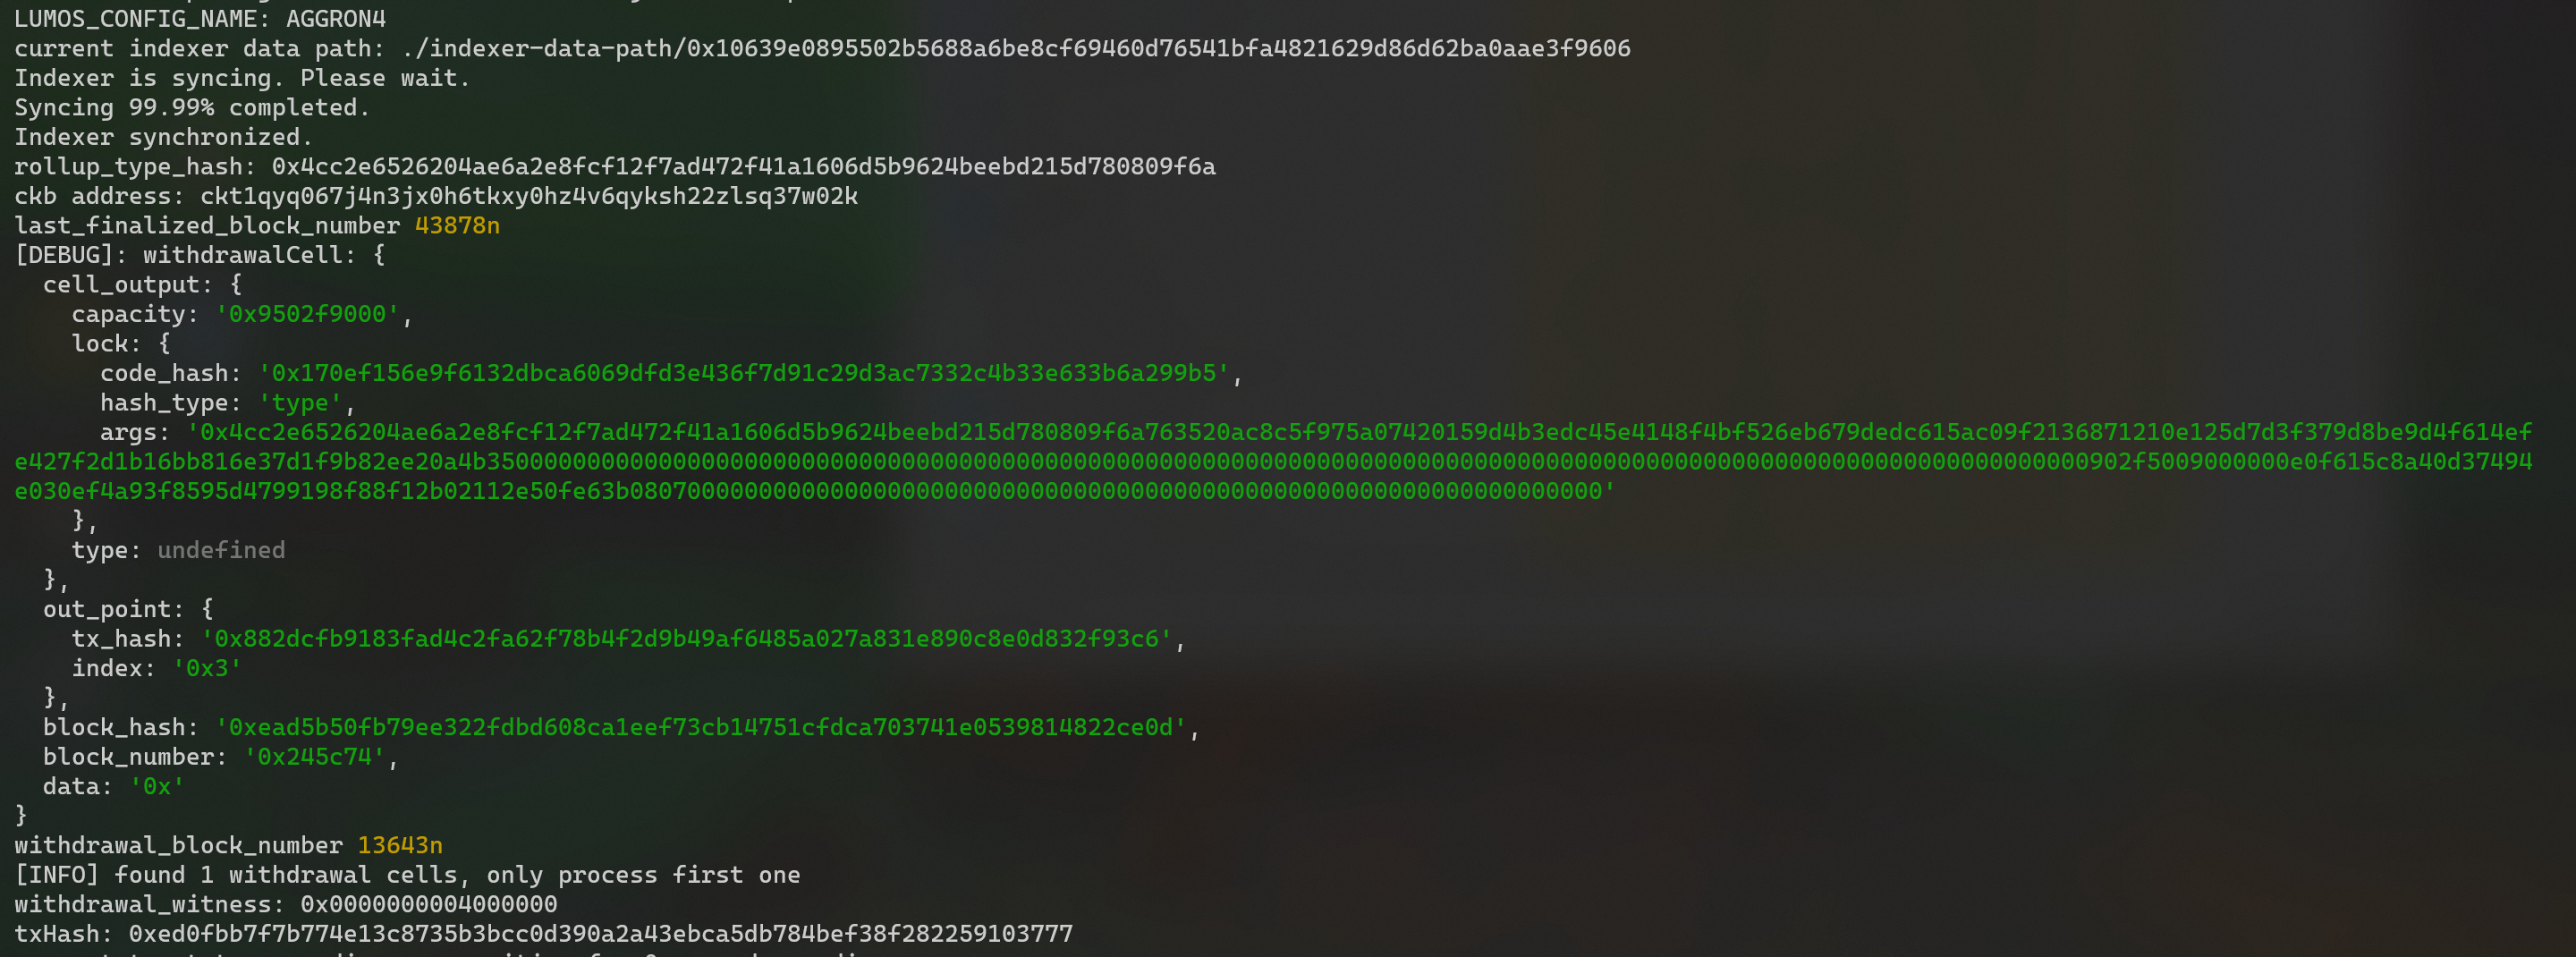 LUMOS_CONFIG_NAME: AGGRON4
current indexer data path: ./indexer-data-path/0x10639e0895502b5688a6be8cf69460d76541bfa4821629d86d62ba0aae3f9606
Indexer is syncing. Please wait.
Syncing 99.99% completed.
Indexer synchronized.
rollup_type_hash: 0x4cc2e6526204ae6a2e8fcf12f7ad472f41a1606d5b9624beebd215d780809f6a
ckb address: ckt1qyq067j4n3jx0h6tkxy0hz4v6qyksh22zlsq37w02k
last_finalized_block_number 43878n
[DEBUG]: withdrawalCell: {
  cell_output: {
    capacity: '0x9502f9000',
    lock: {
      code_hash: '0x170ef156e9f6132dbca6069dfd3e436f7d91c29d3ac7332c4b33e633b6a299b5',
      hash_type: 'type',
      args: '0x4cc2e6526204ae6a2e8fcf12f7ad472f41a1606d5b9624beebd215d780809f6a763520ac8c5f975a07420159d4b3edc45e4148f4bf526eb679dedc615ac09f2136871210e125d7d3f379d8be9d4f614ef
e427f2d1b16bb816e37d1f9b82ee20a4b3500000000000000000000000000000000000000000000000000000000000000000000000000000000000000000000000000000000000000902f5009000000e0f615c8a40d37494
e030ef4a93f8595d4799198f88f12b02112e50fe63b080700000000000000000000000000000000000000000000000000000000000000'
    },
    type: undefined
  },
  out_point: {
    tx_hash: '0x882dcfb9183fad4c2fa62f78b4f2d9b49af6485a027a831e890c8e0d832f93c6',
    index: '0x3'
  },
  block_hash: '0xead5b50fb79ee322fdbd608ca1eef73cb14751cfdca703741e0539814822ce0d',
  block_number: '0x245c74',
  data: '0x'
}
withdrawal_block_number 13643n
[INFO] found 1 withdrawal cells, only process first one
withdrawal_witness: 0x0000000004000000
txHash: 0xed0fbb7f7b774e13c8735b3bcc0d390a2a43ebca5db784bef38f282259103777